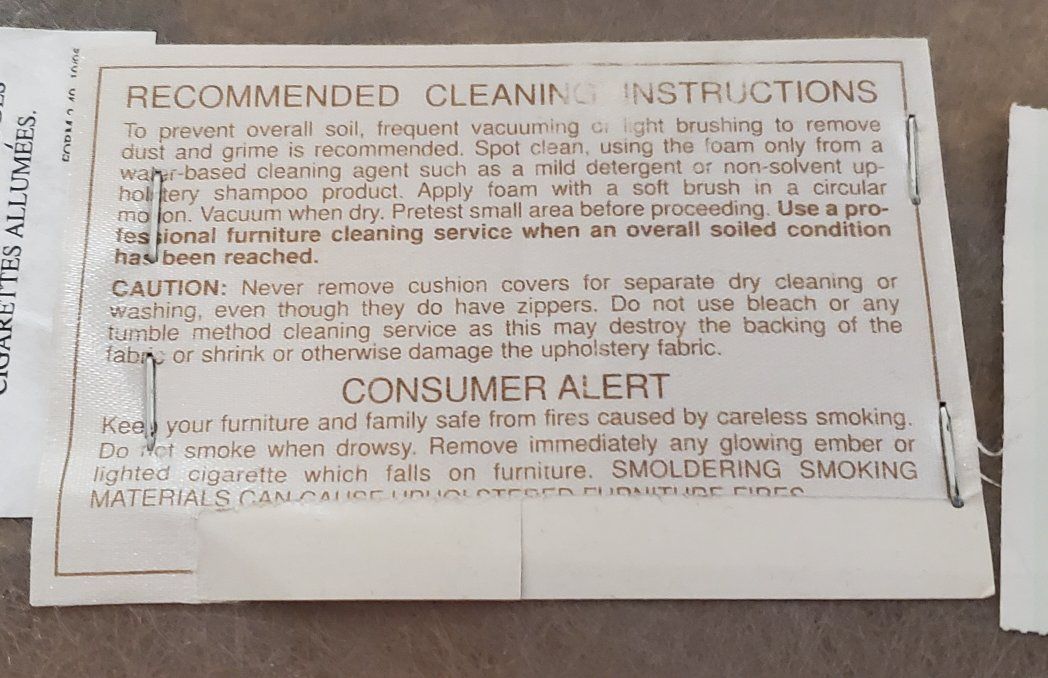 CIGARETTES ALLUMÉES.
RECOMMENDED CLEANING INSTRUCTIONS
To prevent overall soil, frequent vacuuming or light brushing to remove
dust and grime is recommended. Spot clean, using the foam only from a
water-based cleaning agent such as a mild detergent or non-solvent up-
holstery shampoo product. Apply foam with a soft brush in a circular
motion. Vacuum when dry. Pretest small area before proceeding. Use a pro-
fessional furniture cleaning service when an overall soiled condition
has been reached.
CAUTION: Never remove cushion covers for separate dry cleaning or
washing, even though they do have zippers. Do not use bleach or any
tumble method cleaning service as this may destroy the backing of the
fabric or shrink or otherwise damage the upholstery fabric.
CONSUMER ALERT
Keep your furniture and family safe from fires caused by careless smoking.
Do not smoke when drowsy. Remove immediately any glowing ember or
lighted cigarette which falls on furniture. SMOLDERING SMOKING
MATERIALS CAN CAUSE UPHOLSTERED FURNITURE FIRES